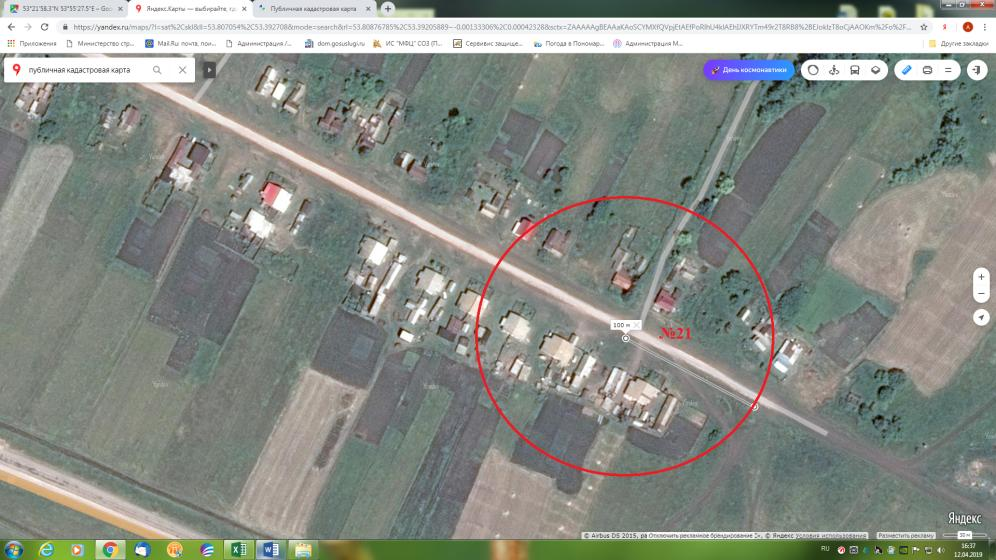 53°21'58.3"N 53°55'27.5"E – Goo
Яндекс.Карты — выбирайте, гд
Публичная кадастровая карта
https://yandex.ru/maps/?l=sat%2Cskl&ll=53.807054%2C53.392708&mode=search&rl=53.80876785%2C53.39205889~-0.00133306%2C0.00042328&sctx=
Приложения
Министерство стр...
Mail.Ru: почта, пои...
Администрация /...
dom.gosuslugi.ru
ИС "МФЦ" СОЗ (П...
Сервисис защище...
Погода в Пономар...
Администрация М...
Другие закладки
публичная кадастровая карта
День космонавтики
100 м
№21
Яндекс
© Airbus DS 2015, ра
Отключить рекламное брендирование
© Яндекс Условия использования
Разместить рекламу
30 м
RU
16:37
12.04.2019